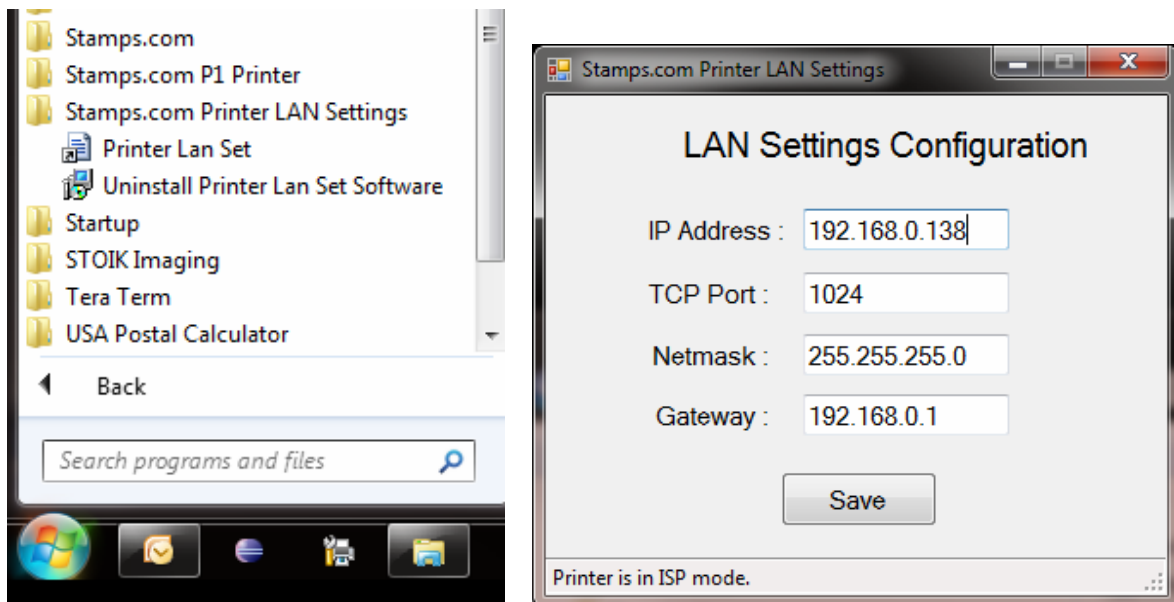 Stamps.com
Stamps.com P1 Printer
Stamps.com Printer LAN Settings
Printer Lan Set
Uninstall Printer Lan Set Software
Startup
STOIK Imaging
Tera Term
USA Postal Calculator
Back
Search programs and files
Stamps.com Printer LAN Settings
LAN Settings Configuration
IP Address : 192.168.0.138
TCP Port : 1024
Netmask : 255.255.255.0
Gateway : 192.168.0.1
Save
Printer is in ISP mode.